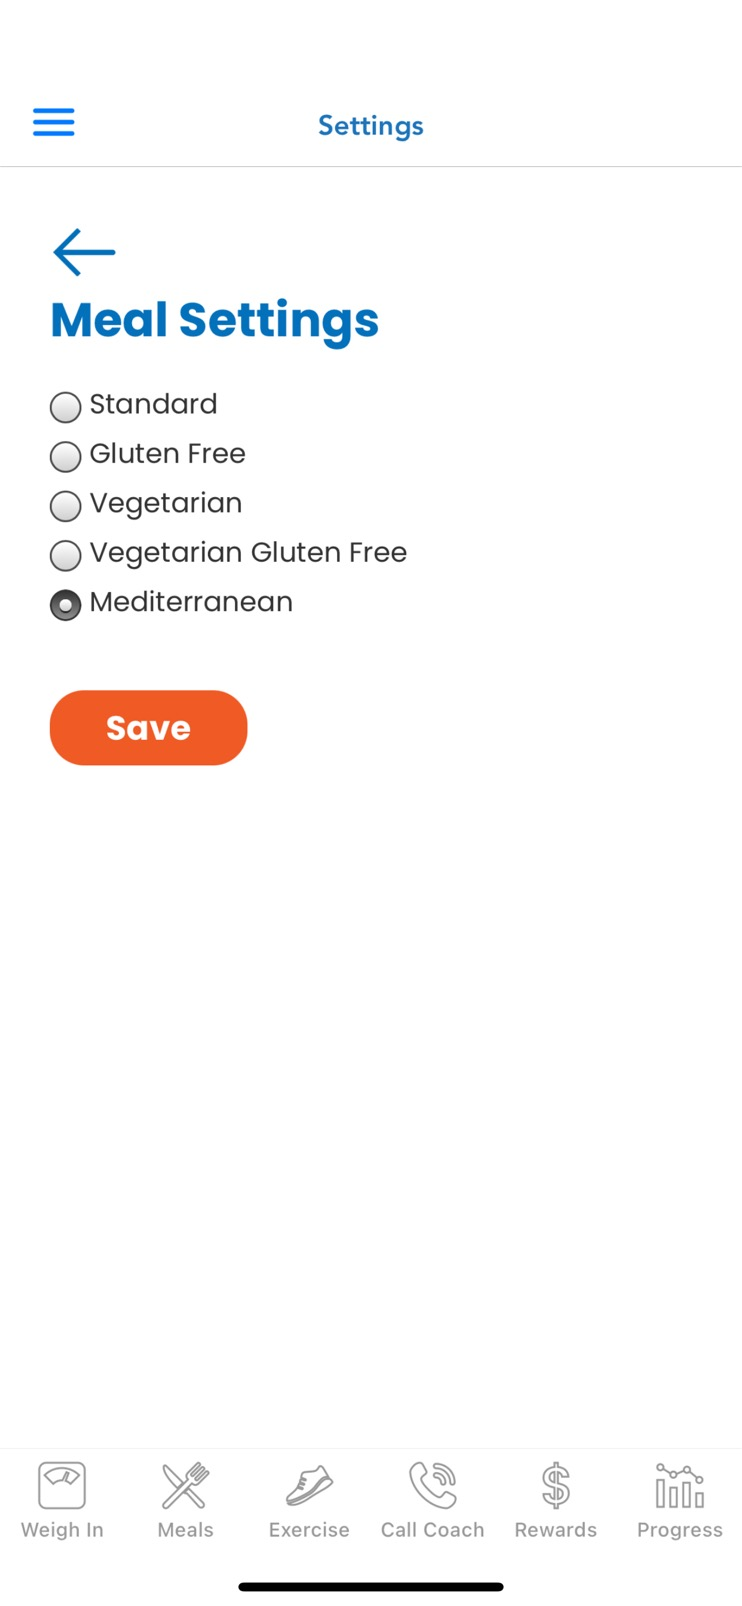 Settings
Meal Settings
Standard
Gluten Free
Vegetarian
Vegetarian Gluten Free
Mediterranean
Save
Weigh In
Meals
Exercise
Call Coach
Rewards
Progress